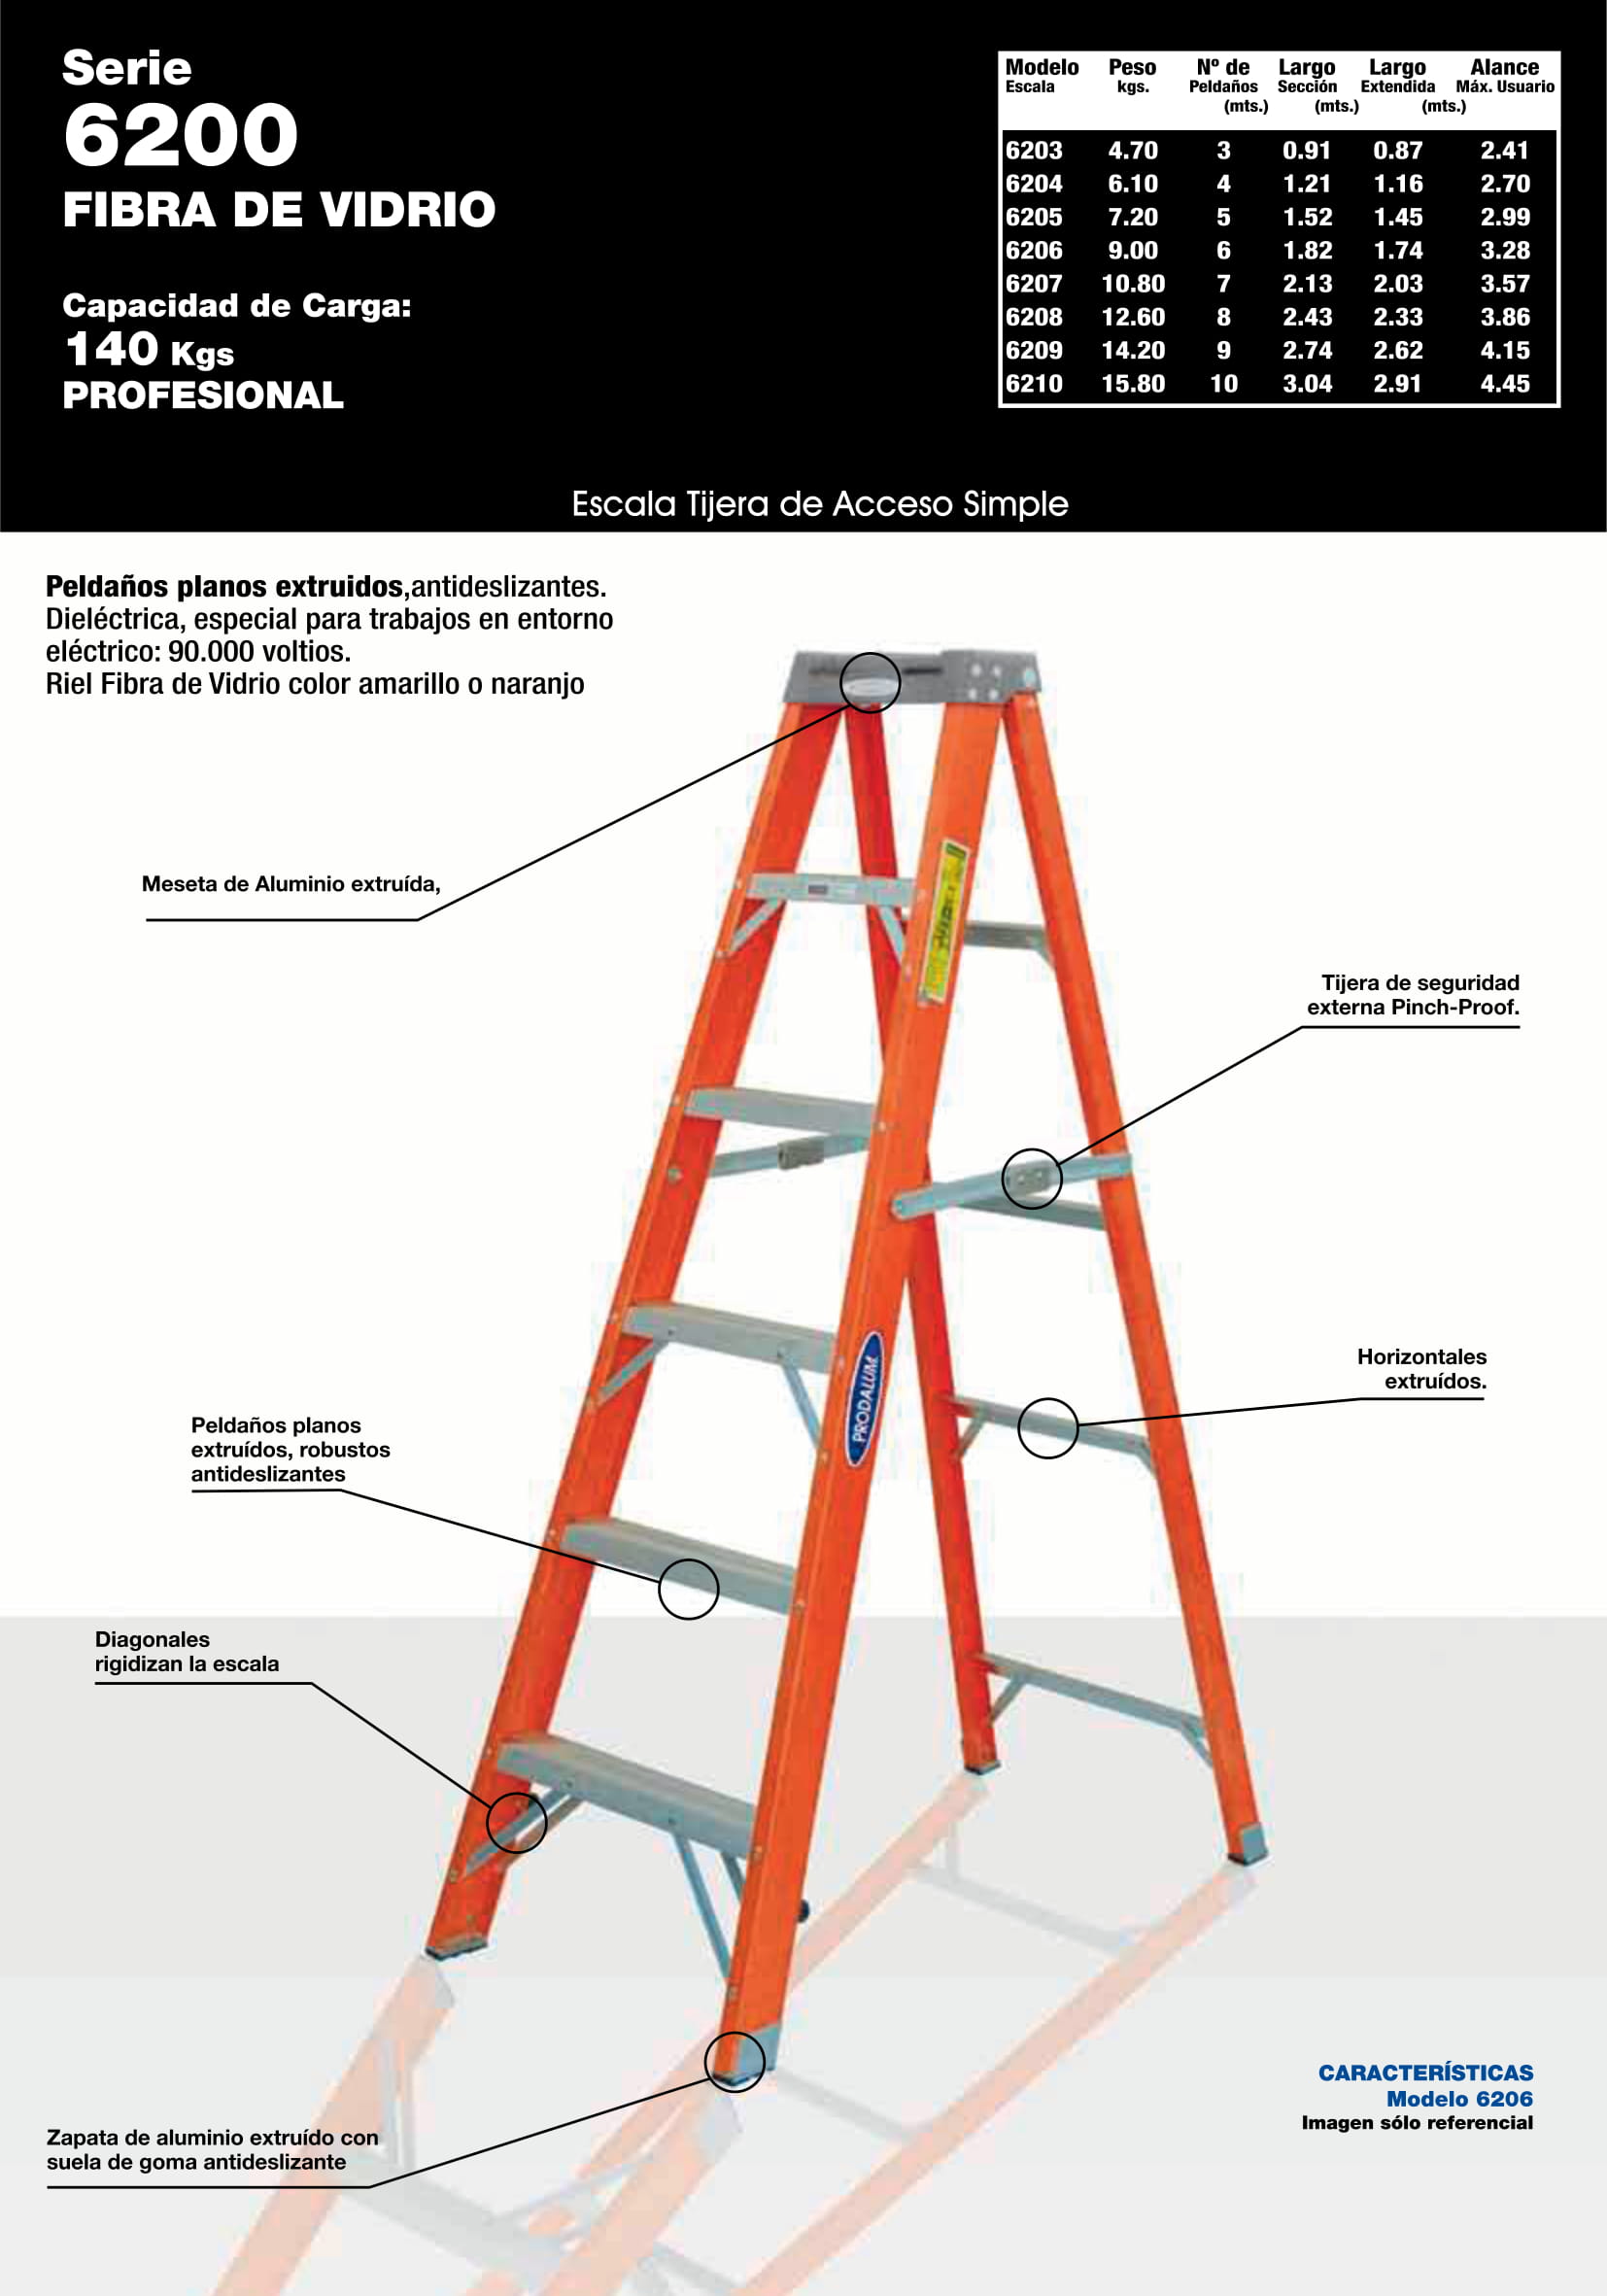 Serie
6200
FIBRA DE VIDRIO
Capacidad de Carga:
140 Kgs
PROFESIONAL
Modelo Peso Nº de Largo Largo Alance
Escala kgs. Peldaños Sección Extendida Máx. Usuario
(mts.) (mts.) (mts.)
6203 4.70 3 0.91 0.87 2.41
6204 6.10 4 1.21 1.16 2.70
6205 7.20 5 1.52 1.45 2.99
6206 9.00 6 1.82 1.74 3.28
6207 10.80 7 2.13 2.03 3.57
6208 12.60 8 2.43 2.33 3.86
6209 14.20 9 2.74 2.62 4.15
6210 15.80 10 3.04 2.91 4.45
Escala Tijera de Acceso Simple
Peldaños planos extruidos,antideslizantes.
Dieléctrica, especial para trabajos en entorno
eléctrico: 90.000 voltios.
Riel Fibra de Vidrio color amarillo o naranjo
Meseta de Aluminio extruída,
Tijera de seguridad
externa Pinch-Proof.
Horizontales
extruídos.
PRODALUM
Peldaños planos
extruídos, robustos
antideslizantes
Diagonales
rigidizan la escala
CARACTERÍSTICAS
Modelo 6206
Imagen sólo referencial
Zapata de aluminio extruído con
suela de goma antideslizante